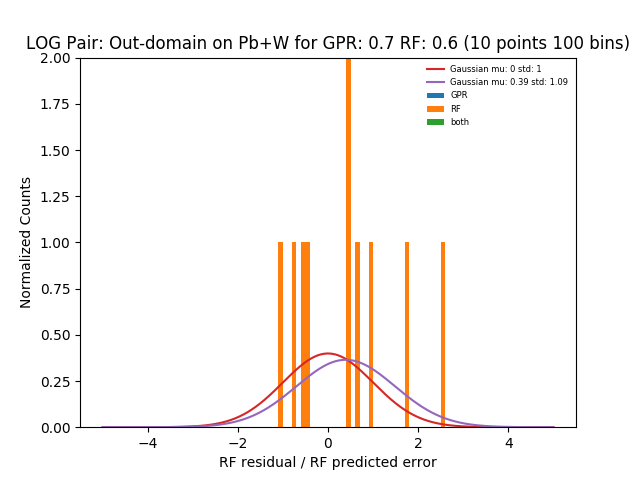 LOG Pair: Out-domain on Pb+W for GPR: 0.7 RF: 0.6 (10 points 100 bins)
Gaussian mu: 0 std: 1
Gaussian mu: 0.39 std: 1.09
GPR
RF
both
2.00
1.75
1.50
1.25
1.00
0.75
0.50
0.25
0.00
Normalized Counts
−4
−2
0
2
4
RF residual / RF predicted error